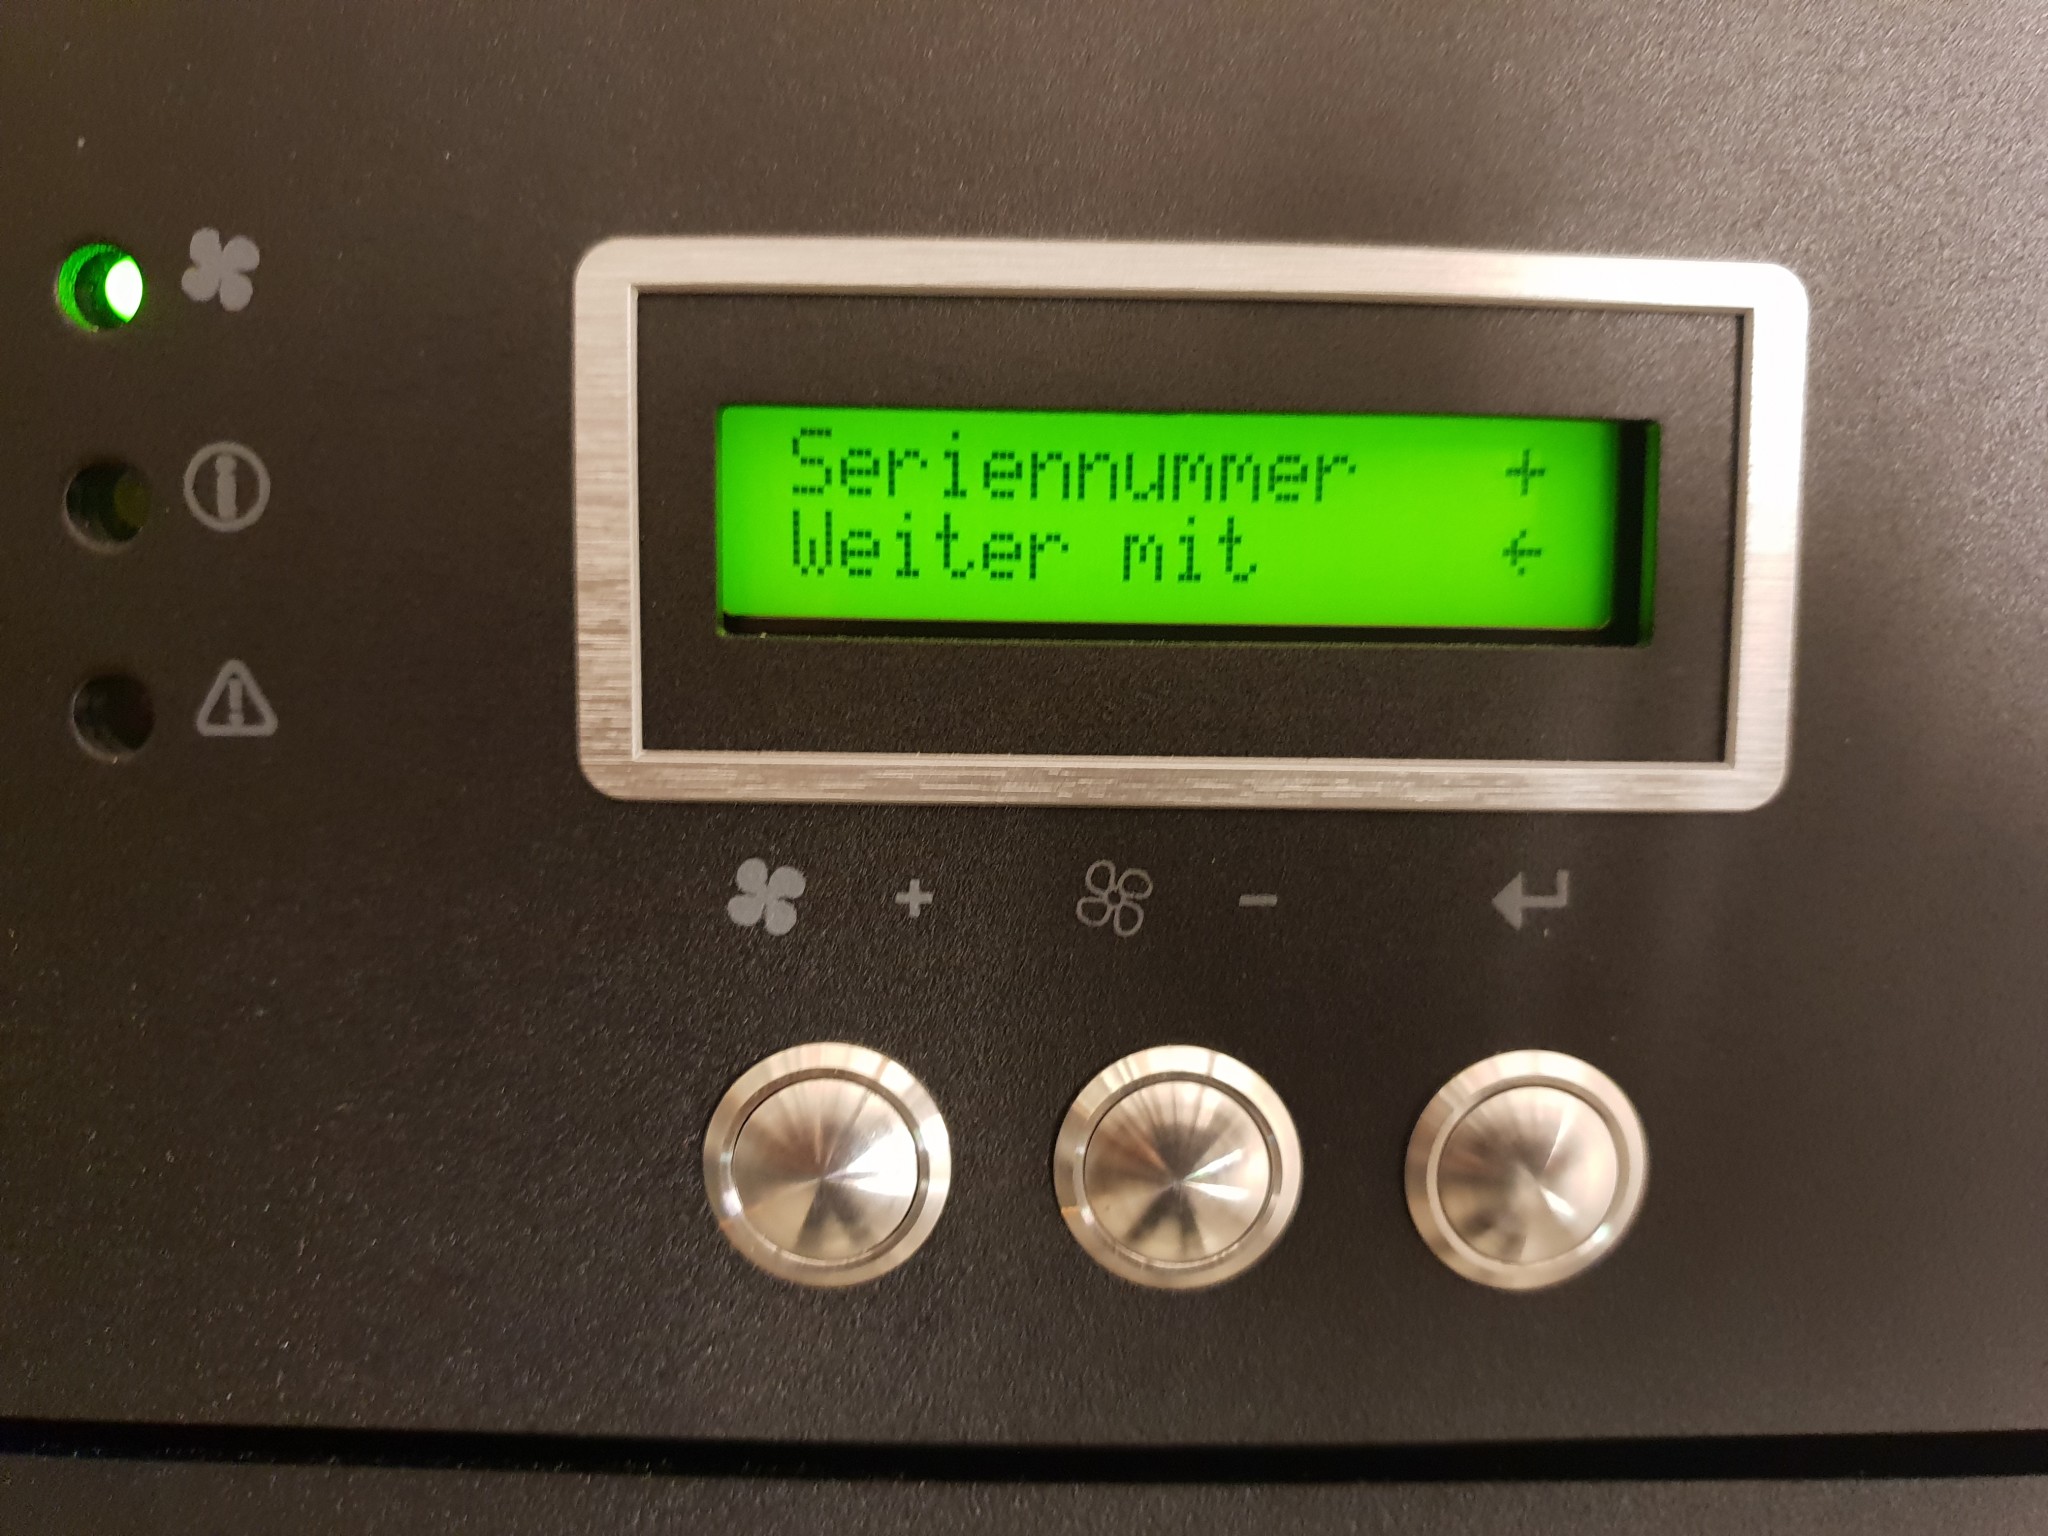 Seriennummer +
Weiter mit ←
+ -